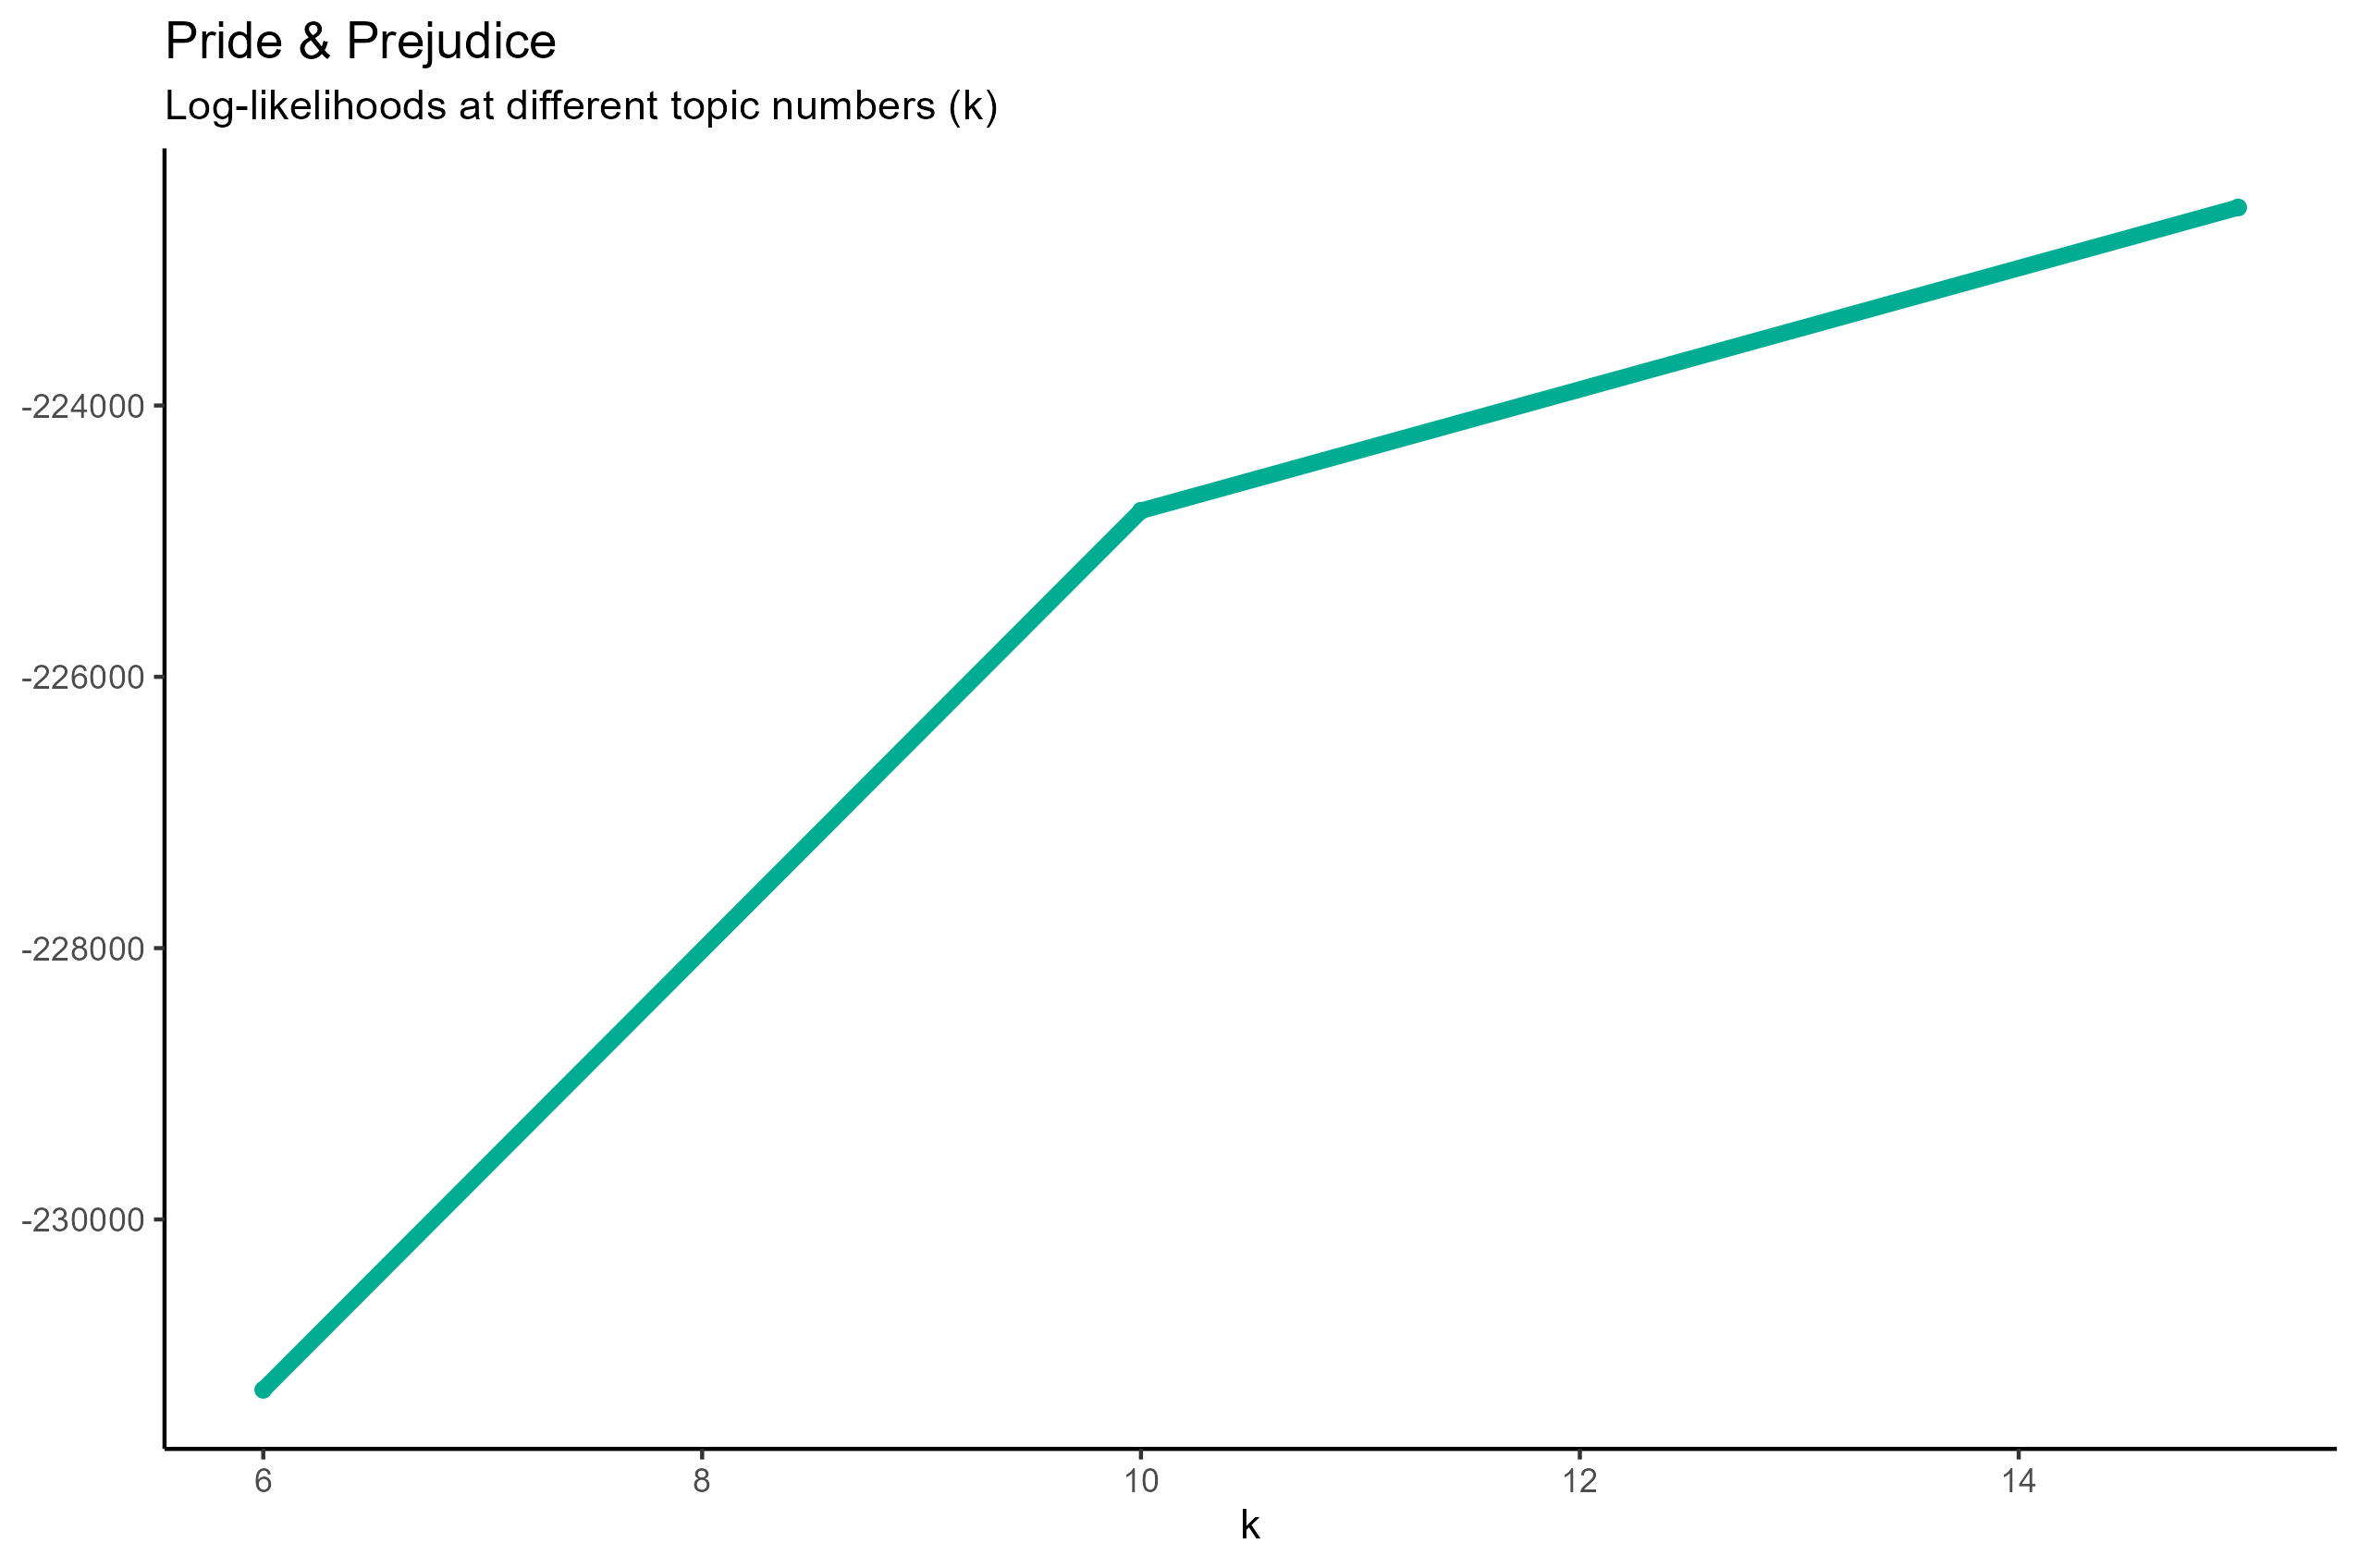 Pride & Prejudice
Log-likelihoods at different topic numbers (k)
-224000
-226000
-228000
-230000
6 8 10 12 14
k